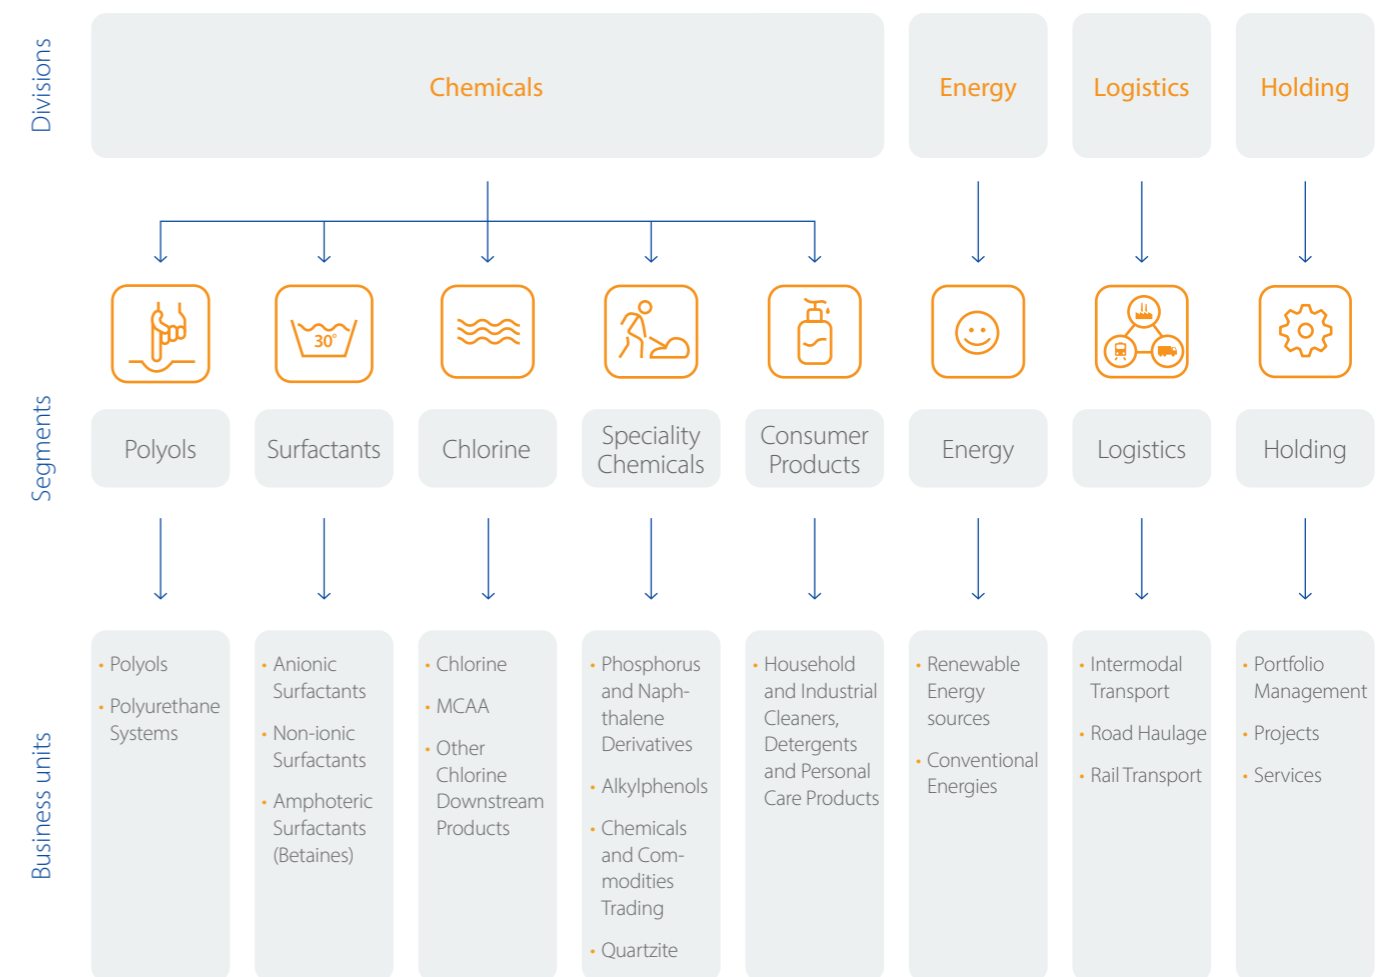 Divisions
Chemicals
Energy
Logistics
Holding
30°
Segments
Polyols
Surfactants
Chlorine
Speciality
Chemicals
Consumer
Products
Energy
Logistics
Holding
Business units
• Polyols
• Polyurethane
Systems
• Anionic
Surfactants
• Non-ionic
Surfactants
• Amphoteric
Surfactants
(Betaines)
• Chlorine
• MCAA
• Other
Chlorine
Downstream
Products
• Phosphorus
and Naph-
thalene
Derivatives
• Alkylphenols
• Chemicals
and Com-
modities
Trading
• Quartzite
• Household
and Industrial
Cleaners,
Detergents
and Personal
Care Products
• Renewable
Energy
sources
• Conventional
Energies
• Intermodal
Transport
• Road Haulage
• Rail Transport
• Portfolio
Management
• Projects
• Services